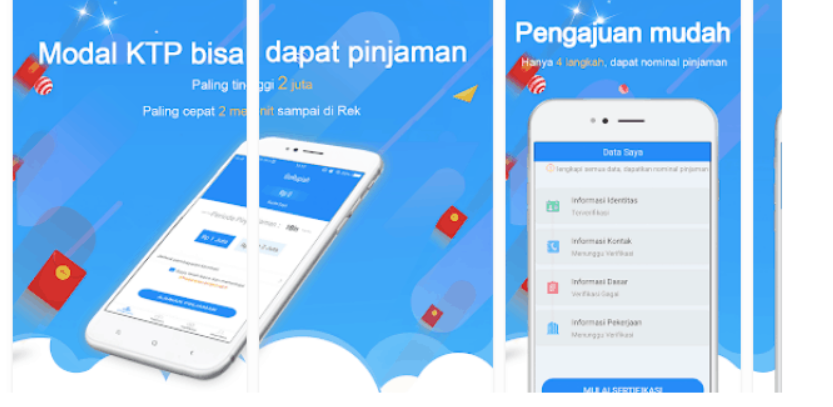 Modal KTP bisa dapat pinjaman
Paling tinggi 2 juta
Paling cepat 2 menit sampai di Rek
Rp 1 Juta
Pengajuan mudah
Hanya 4 langkah, dapat nominal pinjaman
Data Saya
lengkapi semua data, dapatkan nominal pinjaman
Informasi Identitas
Terverifikasi
Informasi Kontak
Menunggu Verifikasi
Informasi Dasar
Verifikasi Gagal
Informasi Pekerjaan
Menunggu Verifikasi
MULAI SERTIFIKASI